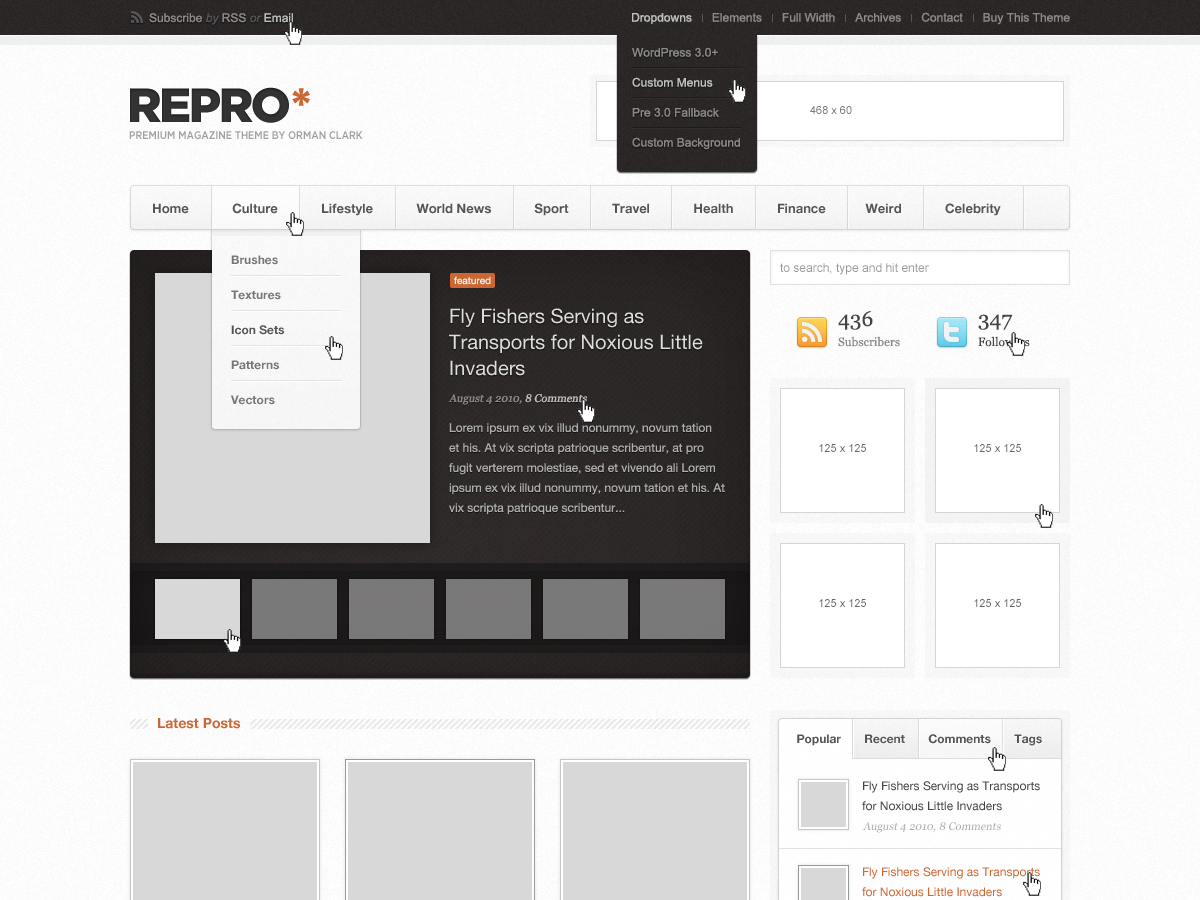 Subscribe by RSS or Email
Dropdowns Elements Full Width Archives Contact Buy This Theme
WordPress 3.0+
Custom Menus
Pre 3.0 Fallback
Custom Background
REPRO*
PREMIUM MAGAZINE THEME BY ORMAN CLARK
468 x 60
Home Culture Lifestyle World News Sport Travel Health Finance Weird Celebrity
Brushes
Textures
Icon Sets
Patterns
Vectors
featured
Fly Fishers Serving as
Transports for Noxious Little
Invaders
August 4 2010, 8 Comments
Lorem ipsum ex vix illud nonummy, novum tation
et his. At vix scripta patrioque scribentur, at pro
fugit verterem molestiae, sed et vivendo ali Lorem
ipsum ex vix illud nonummy, novum tation et his. At
vix scripta patrioque scribentur...
to search, type and hit enter
436
Subscribers
347
Followers
125 x 125
125 x 125
125 x 125
125 x 125
Latest Posts
Popular Recent Comments Tags
Fly Fishers Serving as Transports
for Noxious Little Invaders
August 4 2010, 8 Comments
Fly Fishers Serving as Transports
for Noxious Little Invaders